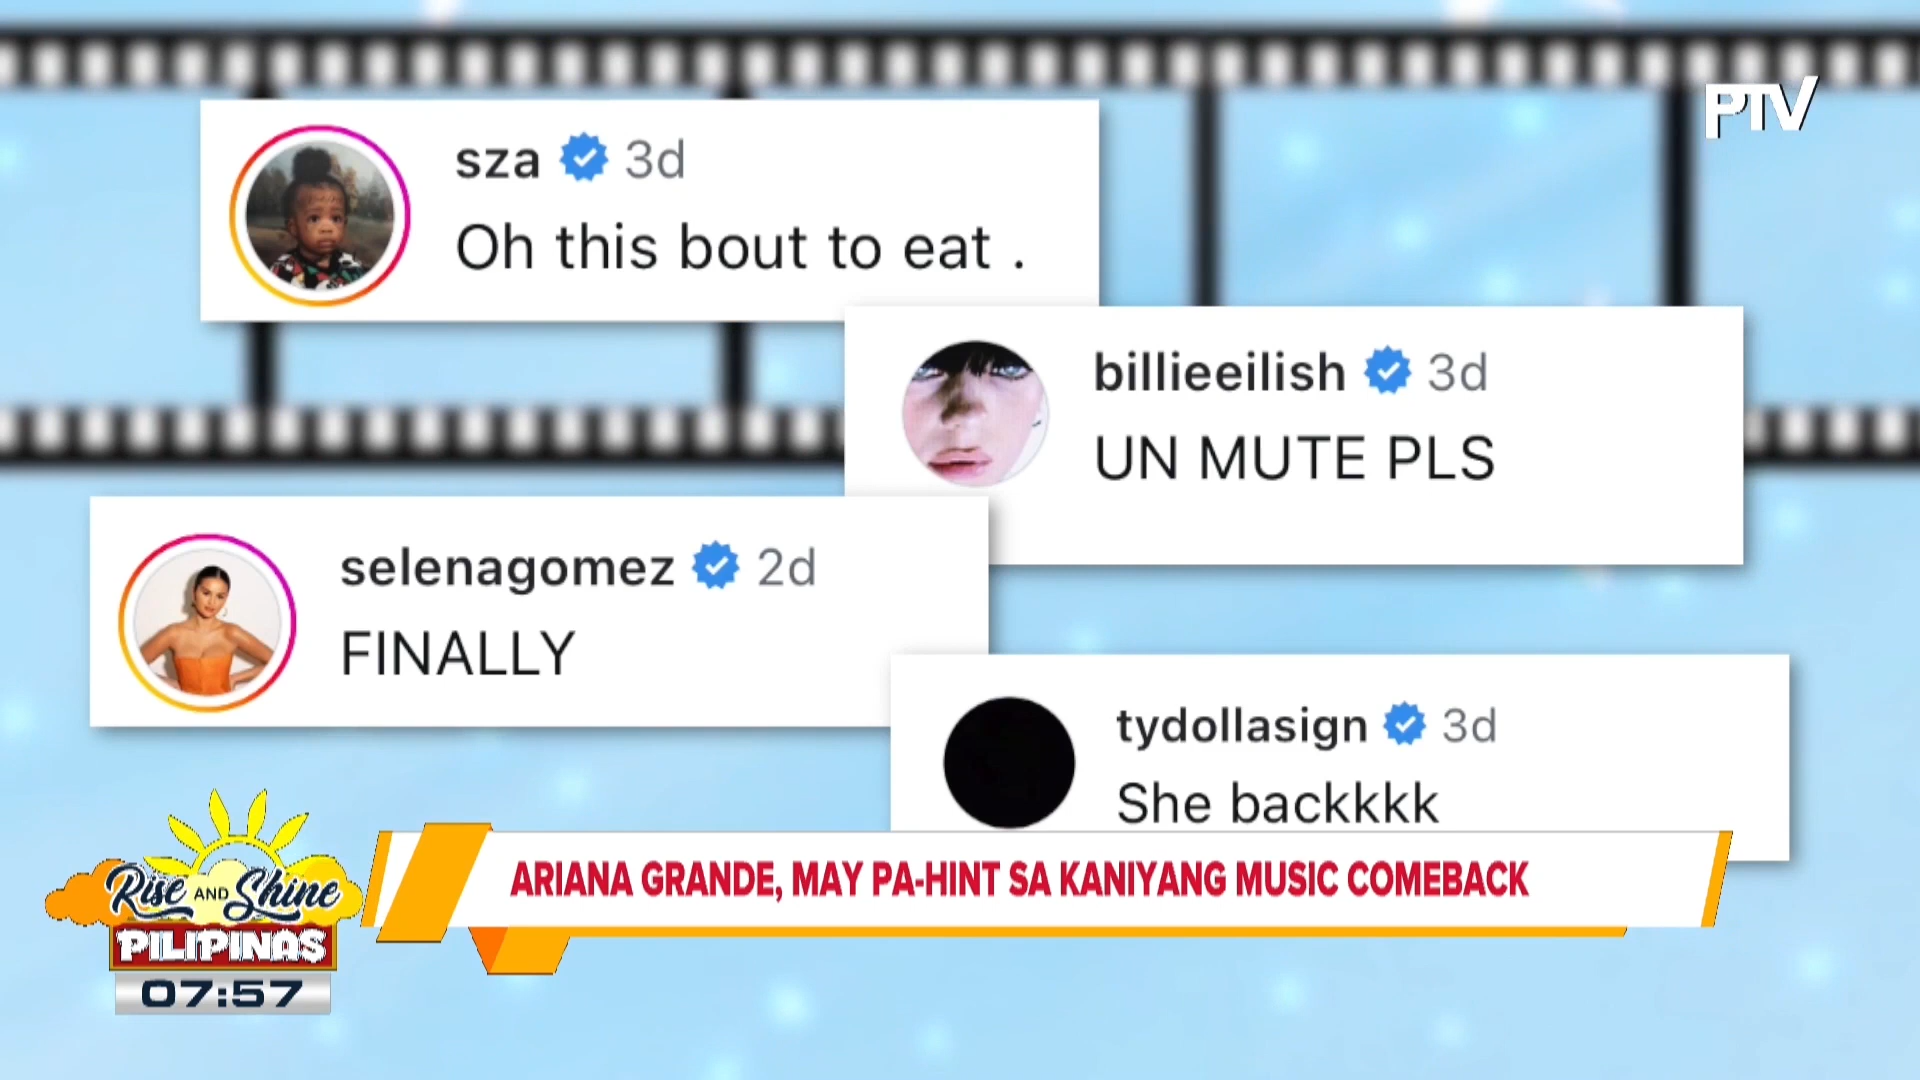 PTV
sza 3d
Oh this bout to eat .
billieeilish 3d
UN MUTE PLS
selenagomez 2d
FINALLY
tydollasign 3d
She backkkk
ARIANA GRANDE, MAY PA-HINT SA KANIYANG MUSIC COMEBACK
Rise AND Shine
PILIPINAS
07:57